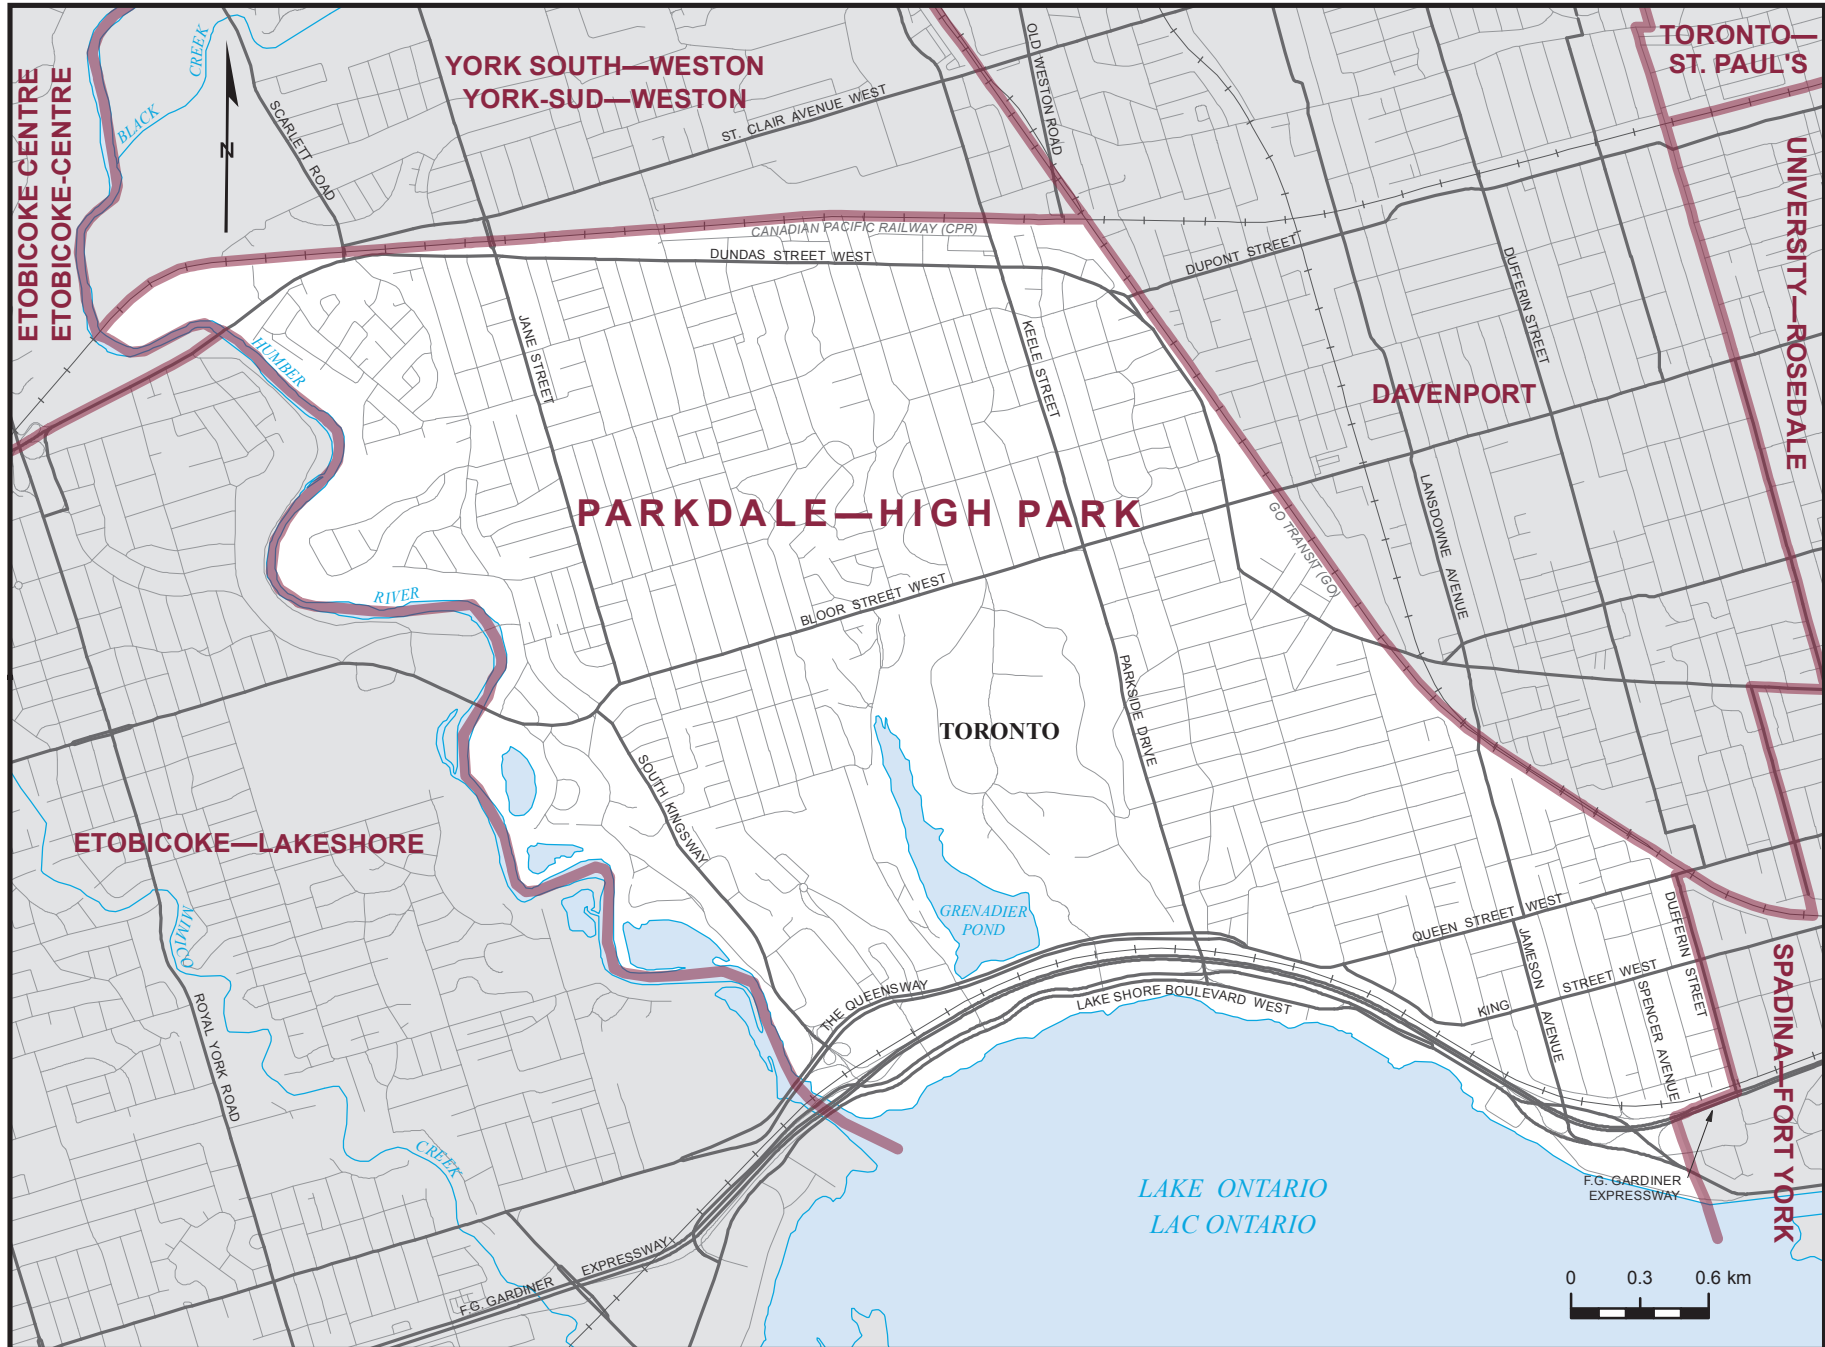 YORK SOUTH—WESTON
YORK-SUD—WESTON
TORONTO—
ST. PAUL'S
ETOBICOKE CENTRE
ETOBICOKE-CENTRE
BLACK
CREEK
N
SCARLETT ROAD
ST. CLAIR AVENUE WEST
OLD WESTON ROAD
UNIVERSITY—ROSEDALE
CANADIAN PACIFIC RAILWAY (CPR)
DUNDAS STREET WEST
DUPONT STREET
DUFFERIN STREET
HUMBER
JANE STREET
KEELE STREET
DAVENPORT
PARKDALE—HIGH PARK
GO TRANSIT (GO)
LANSDOWNE AVENUE
RIVER
BLOOR STREET WEST
PARKSIDE DRIVE
TORONTO
SOUTH KINGSWAY
ETOBICOKE—LAKESHORE
MIMICO
GRENADIER
POND
QUEEN STREET WEST
DUFFERIN STREET
JAMESON
AVENUE
KING
STREET WEST
SPENCER AVENUE
SPADINA—FORT YORK
THE QUEENSWAY
LAKE SHORE BOULEVARD WEST
ROYAL YORK ROAD
CREEK
LAKE ONTARIO
LAC ONTARIO
F.G. GARDINER
EXPRESSWAY
F.G. GARDINER EXPRESSWAY
0 0.3 0.6 km